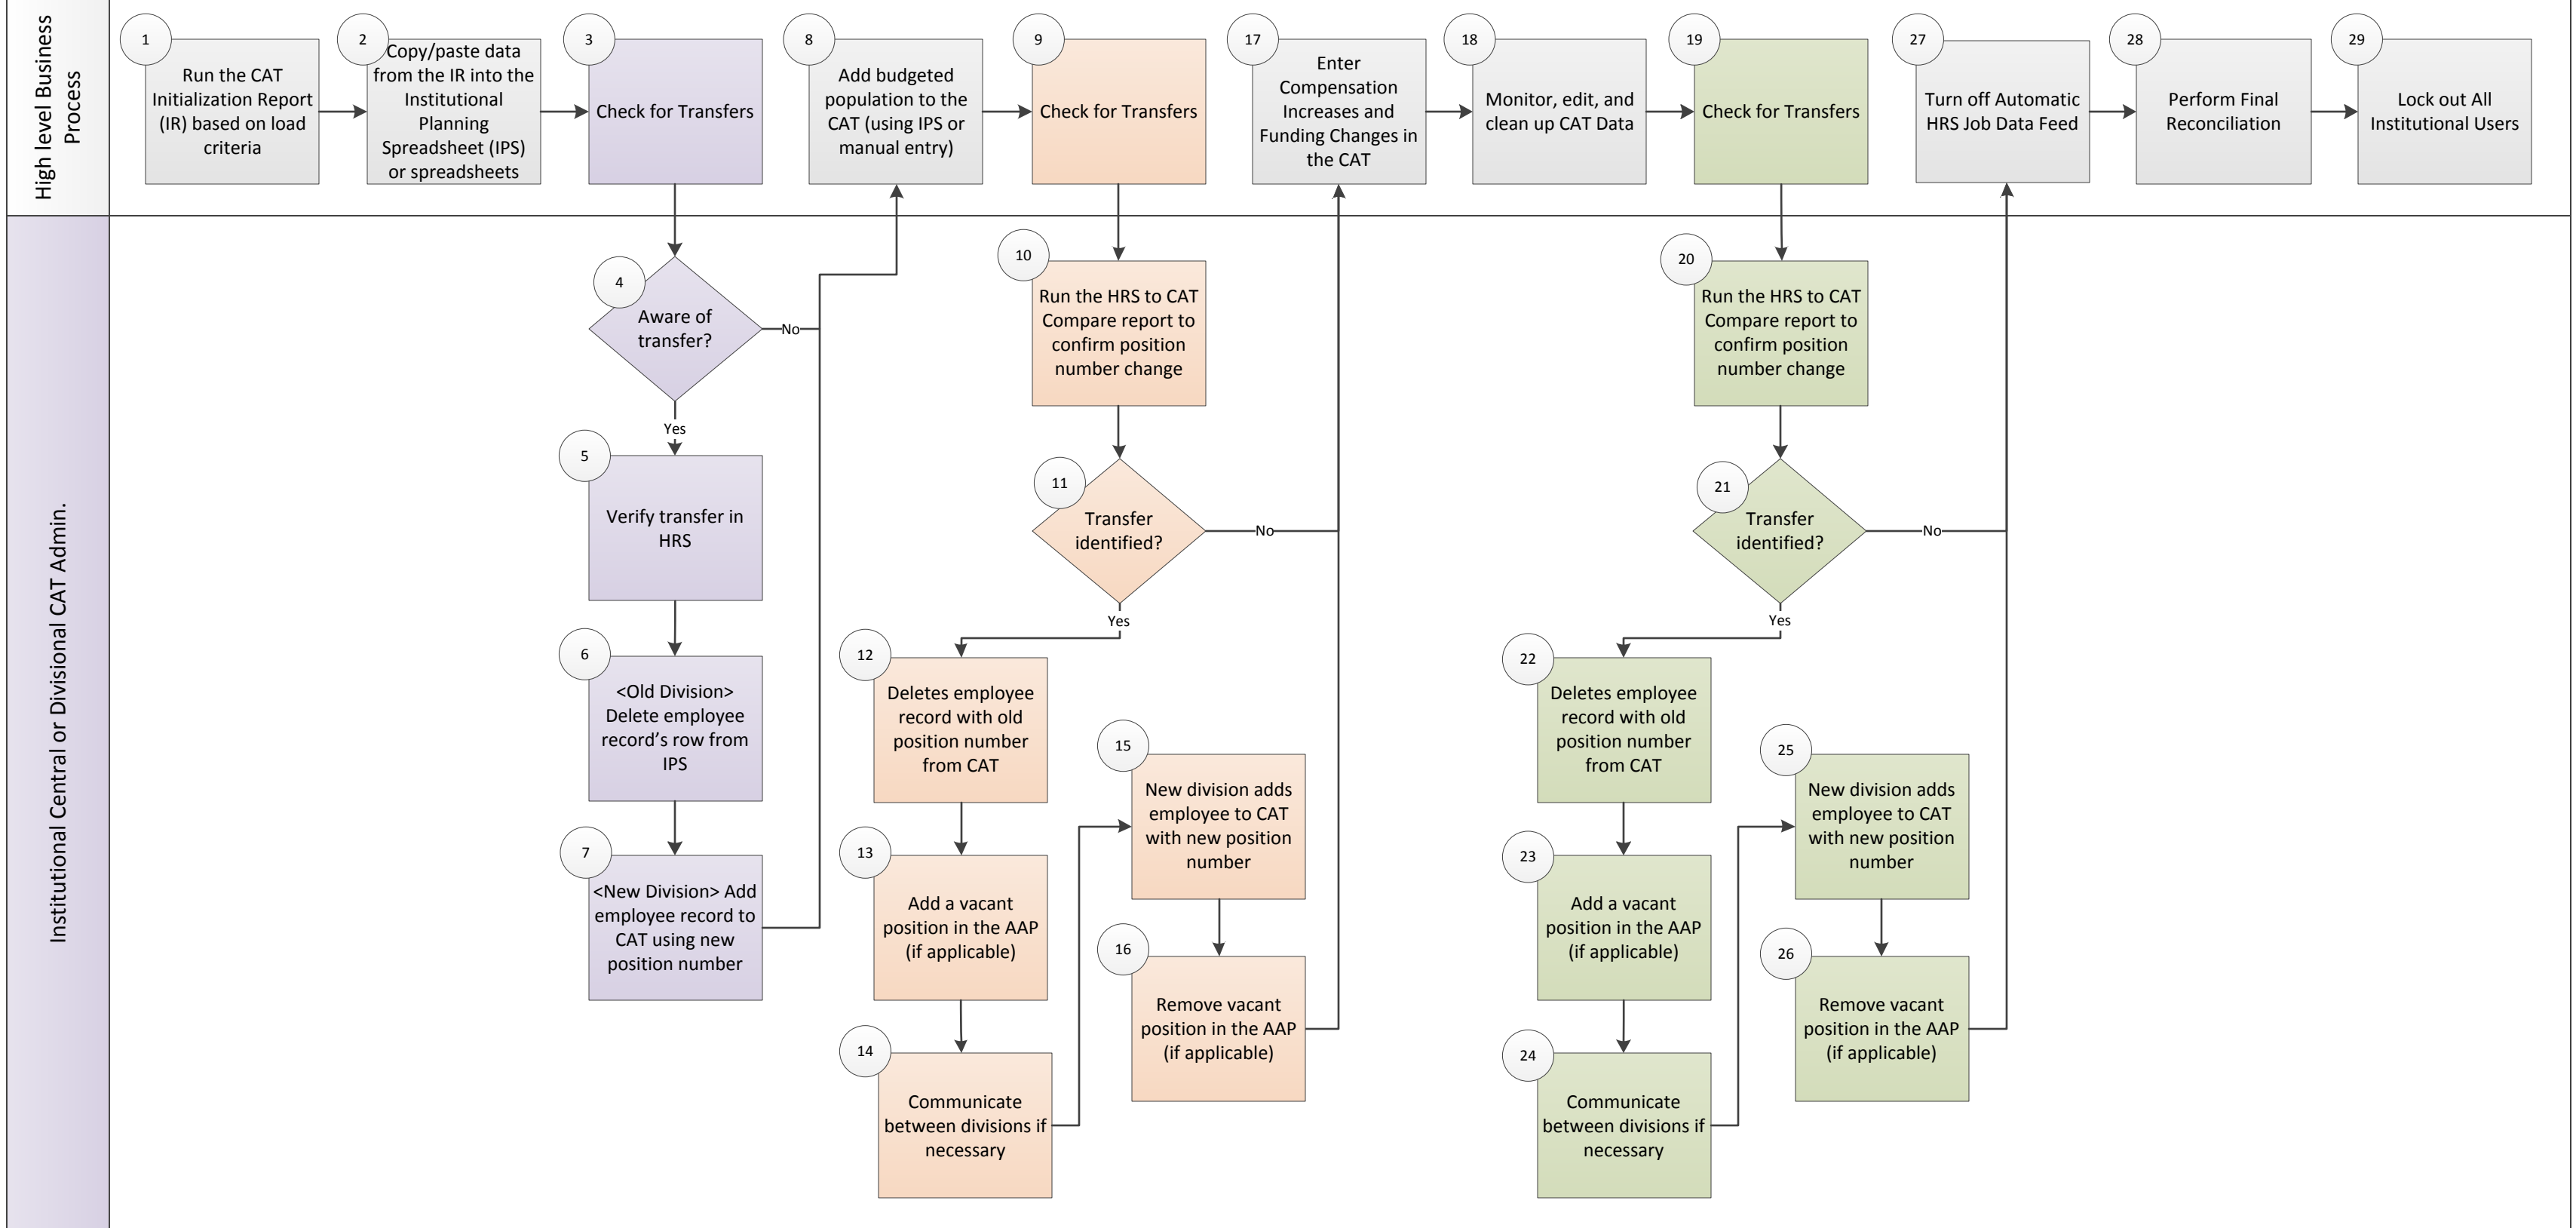 High level Business
Process
1
Run the CAT
Initialization Report
(IR) based on load
criteria
2
Copy/paste data
from the IR into the
Institutional
Planning
Spreadsheet (IPS)
or spreadsheets
3
Check for Transfers
8
Add budgeted
population to the
CAT (using IPS or
manual entry)
9
Check for Transfers
17
Enter
Compensation
Increases and
Funding Changes in
the CAT
18
Monitor, edit, and
clean up CAT Data
19
Check for Transfers
27
Turn off Automatic
HRS Job Data Feed
28
Perform Final
Reconciliation
29
Lock out All
Institutional Users
Institutional Central or Divisional CAT Admin.
4
Aware of
transfer?
No
Yes
5
Verify transfer in
HRS
6
<Old Division>
Delete employee
record’s row from
IPS
7
<New Division> Add
employee record to
CAT using new
position number
10
Run the HRS to CAT
Compare report to
confirm position
number change
11
Transfer
identified?
No
Yes
12
Deletes employee
record with old
position number
from CAT
13
Add a vacant
position in the AAP
(if applicable)
14
Communicate
between divisions if
necessary
15
New division adds
employee to CAT
with new position
number
16
Remove vacant
position in the AAP
(if applicable)
20
Run the HRS to CAT
Compare report to
confirm position
number change
21
Transfer
identified?
No
Yes
22
Deletes employee
record with old
position number
from CAT
23
Add a vacant
position in the AAP
(if applicable)
24
Communicate
between divisions if
necessary
25
New division adds
employee to CAT
with new position
number
26
Remove vacant
position in the AAP
(if applicable)